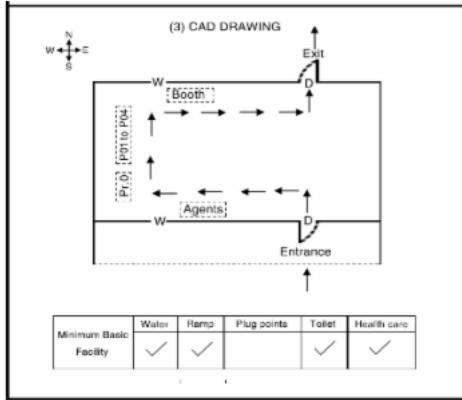 (3) CAD DRAWING
N
W E
S
Exit
W D
Booth
P01 to P04
Pr.O
Agents
W D
Entrance
Minimum Basic Facility Water Ramp Plug points Toilet Health care
✓ ✓ ✓ ✓